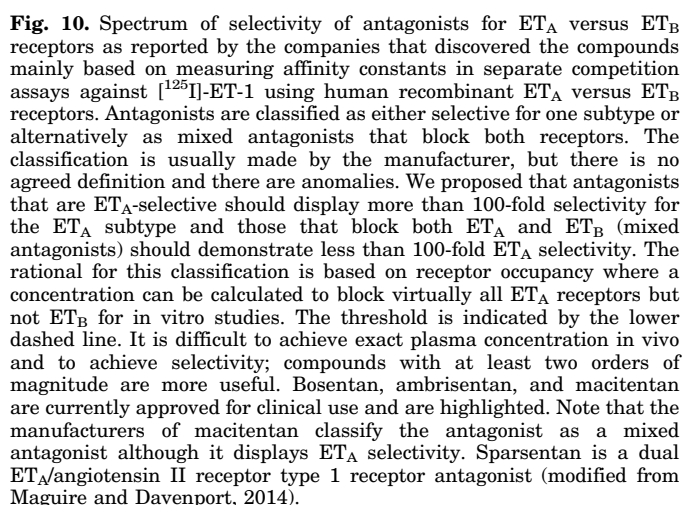 Fig. 10. Spectrum of selectivity of antagonists for ETA versus ETB
receptors as reported by the companies that discovered the compounds
mainly based on measuring affinity constants in separate competition
assays against [125I]-ET-1 using human recombinant ETA versus ETB
receptors. Antagonists are classified as either selective for one subtype or
alternatively as mixed antagonists that block both receptors. The
classification is usually made by the manufacturer, but there is no
agreed definition and there are anomalies. We proposed that antagonists
that are ETA-selective should display more than 100-fold selectivity for
the ETA subtype and those that block both ETA and ETB (mixed
antagonists) should demonstrate less than 100-fold ETA selectivity. The
rational for this classification is based on receptor occupancy where a
concentration can be calculated to block virtually all ETA receptors but
not ETB for in vitro studies. The threshold is indicated by the lower
dashed line. It is difficult to achieve exact plasma concentration in vivo
and to achieve selectivity; compounds with at least two orders of
magnitude are more useful. Bosentan, ambrisentan, and macitentan
are currently approved for clinical use and are highlighted. Note that the
manufacturers of macitentan classify the antagonist as a mixed
antagonist although it displays ETA selectivity. Sparsentan is a dual
ETA/angiotensin II receptor type 1 receptor antagonist (modified from
Maguire and Davenport, 2014).